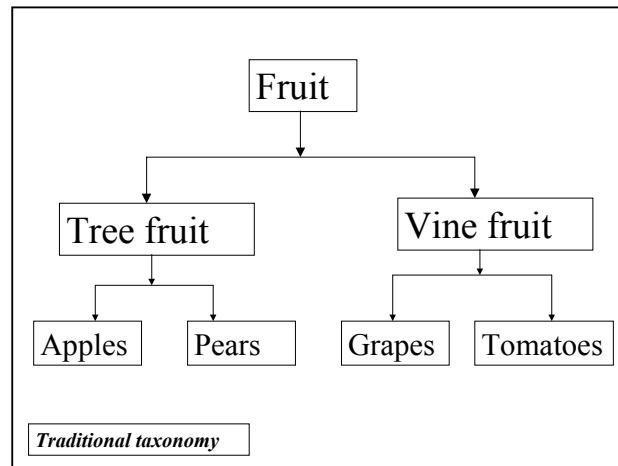 Fruit
Tree fruit
Vine fruit
Apples
Pears
Grapes
Tomatoes
Traditional taxonomy